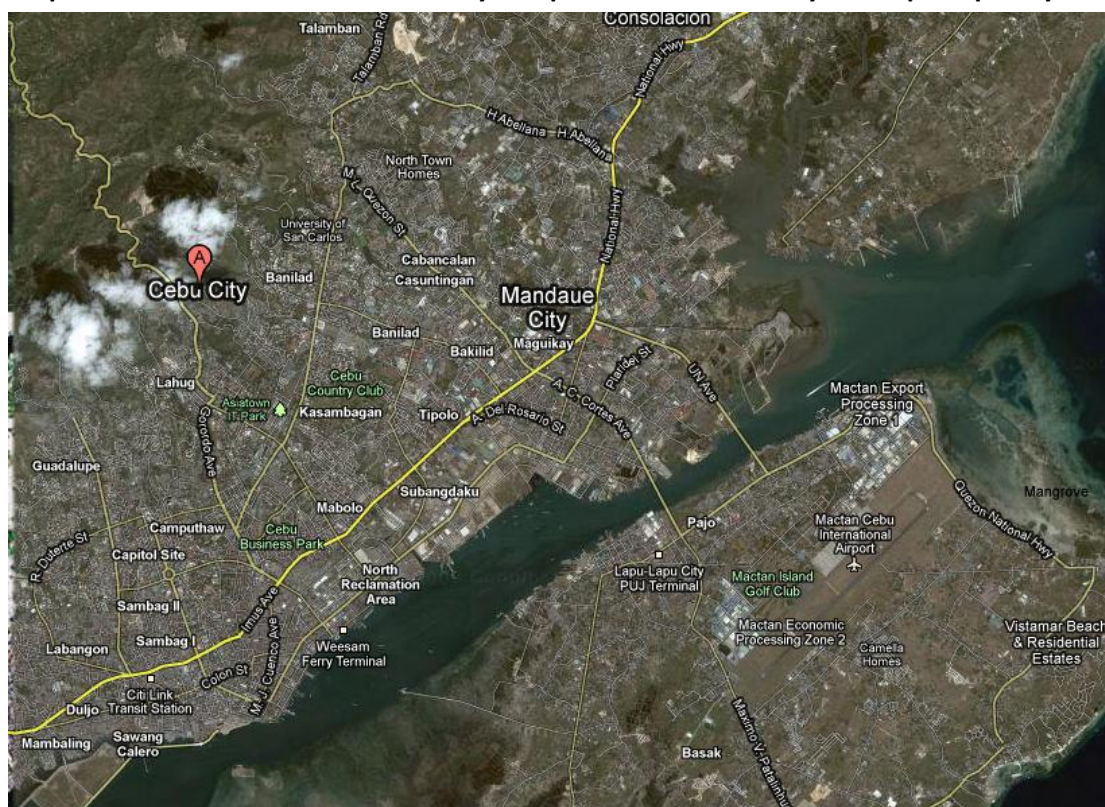 Consolacion
Talamban
Talamban Rd
National Hwy
H Abellana
H Abellana
North Town
Homes
M. L. Quezon St
University of
San Carlos
National Hwy
A
Cebu City
Banilad
Cabancalan
Casuntingan
Mandaue
City
Banilad
Bakilid
Maguikay
Plaridel St
UN Ave
Lahug
Cebu
Country Club
Asiatown
IT Park
Kasambagan
Tipolo
A. Del Rosario St
A. C. Cortes Ave
Mactan Export
Processing
Zone 1
Gorordo Ave
Guadalupe
Subangdaku
Mabolo
Quezon National Hwy
Mangrove
Camputhaw
Cebu
Business Park
Pajo
Mactan Cebu
International
Airport
R. Duterte St
Capitol Site
North
Reclamation
Area
Lapu-Lapu City
PUJ Terminal
Mactan Island
Golf Club
Sambag II
Imus Ave
Sambag I
Mactan Economic
Processing Zone 2
Vistamar Beach
& Residential
Estates
Labangon
Weesam
Ferry Terminal
Camella
Homes
Colon St
M. J. Cuenco Ave
Citi Link
Transit Station
Duljo
Mambaling
Sawang
Calero
Basak